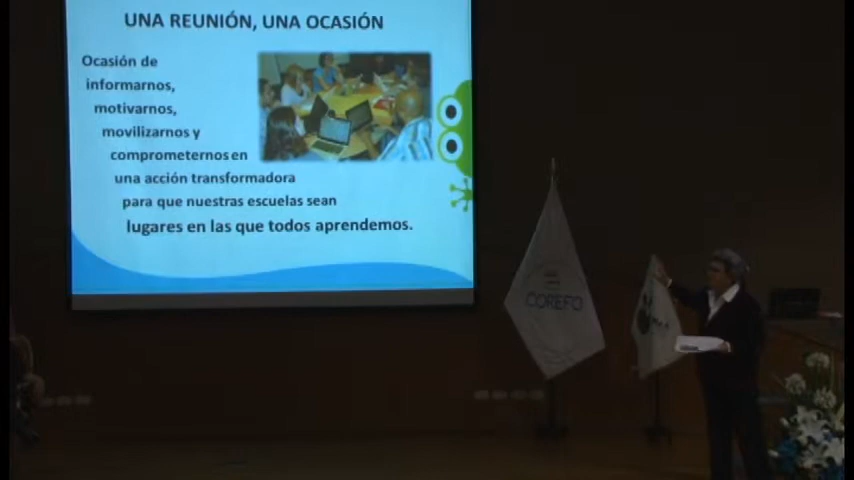 UNA REUNIÓN, UNA OCASIÓN
Ocasión de
informarnos,
motivarnos,
movilizarnos y
comprometernos en
una acción transformadora
para que nuestras escuelas sean
lugares en las que todos aprendemos.
COREFO